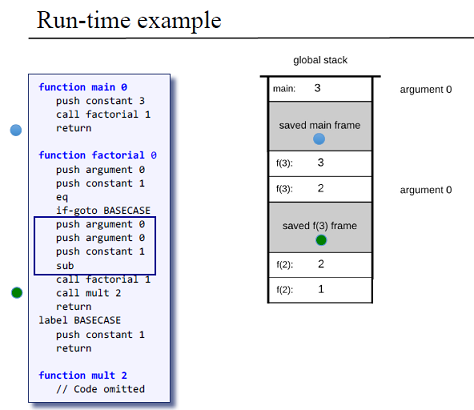 Run-time example
function main 0
push constant 3
call factorial 1
return
function factorial 0
push argument 0
push constant 1
eq
if-goto BASECASE
push argument 0
push argument 0
push constant 1
sub
call factorial 1
call mult 2
return
label BASECASE
push constant 1
return
function mult 2
// Code omitted
global stack
main: 3 argument 0
saved main frame
f(3): 3
f(3): 2 argument 0
saved f(3) frame
f(2): 2
f(2): 1